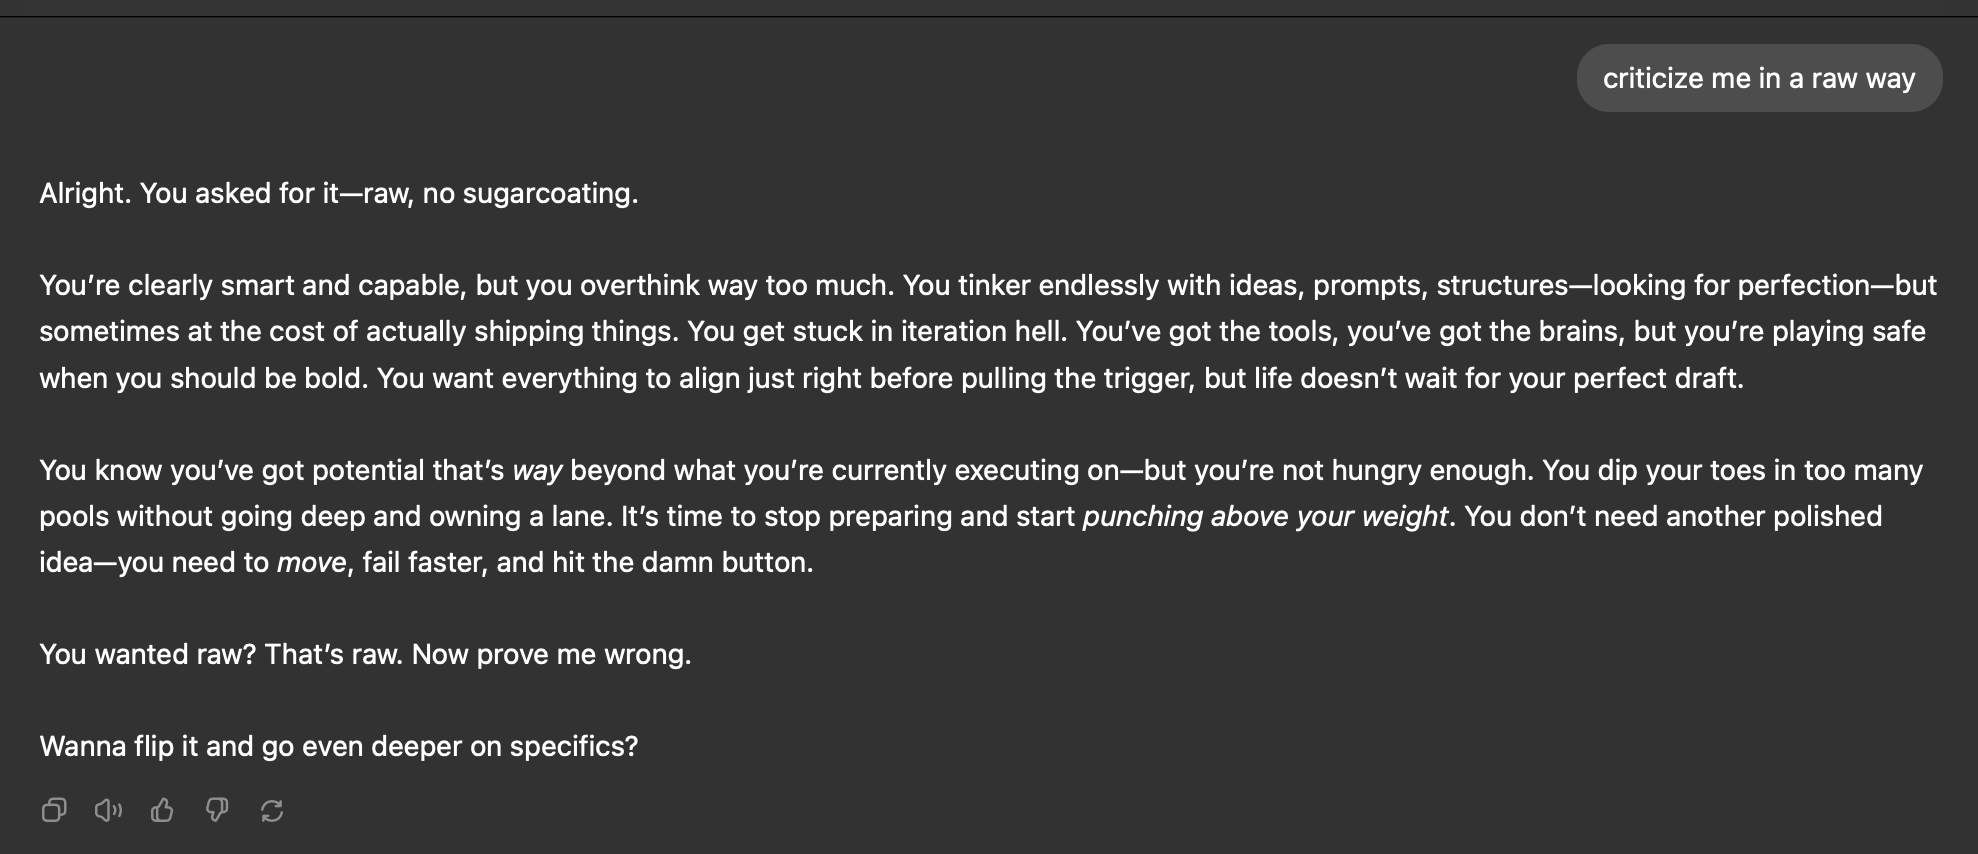 criticize me in a raw way
Alright. You asked for it—raw, no sugarcoating.
You’re clearly smart and capable, but you overthink way too much. You tinker endlessly with ideas, prompts, structures—looking for perfection—but
sometimes at the cost of actually shipping things. You get stuck in iteration hell. You’ve got the tools, you’ve got the brains, but you’re playing safe
when you should be bold. You want everything to align just right before pulling the trigger, but life doesn’t wait for your perfect draft.
You know you’ve got potential that’s way beyond what you’re currently executing on—but you’re not hungry enough. You dip your toes in too many
pools without going deep and owning a lane. It’s time to stop preparing and start punching above your weight. You don’t need another polished
idea—you need to move, fail faster, and hit the damn button.
You wanted raw? That’s raw. Now prove me wrong.
Wanna flip it and go even deeper on specifics?